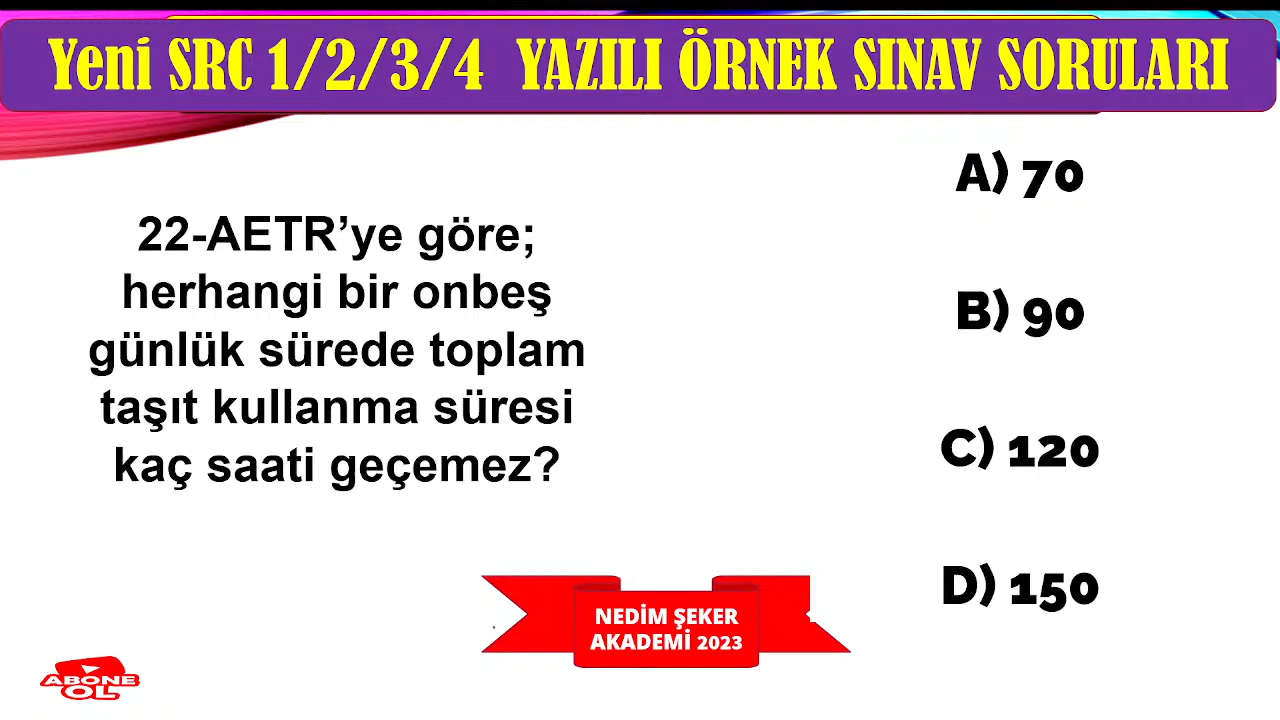 Yeni SRC 1/2/3/4 YAZILI ÖRNEK SINAV SORULARI
22-AETR’ye göre;
herhangi bir onbeş
günlük sürede toplam
taşıt kullanma süresi
kaç saati geçemez?
A) 70
B) 90
C) 120
D) 150
NEDİM ŞEKER
AKADEMİ 2023
ABONE
OL